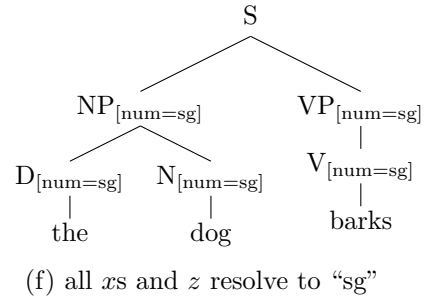 S
NP[num=sg] VP[num=sg]
D[num=sg] N[num=sg] V[num=sg]
the dog barks
(f) all xs and z resolve to “sg”